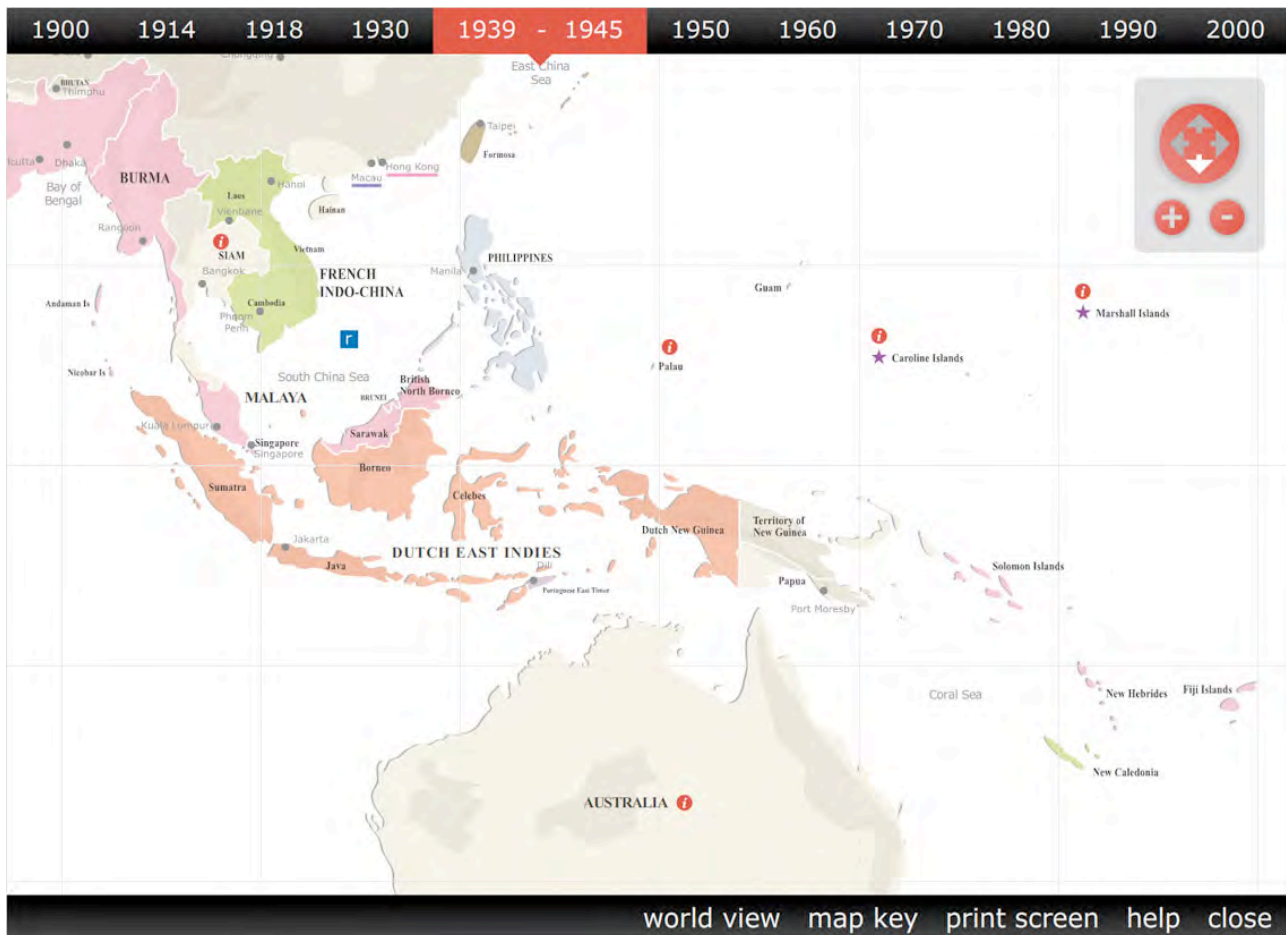 1900 1914 1918 1930 1939 - 1945 1950 1960 1970 1980 1990 2000
Chongqing
East China
Sea
BHUTAN
Thimphu
Taipei
Formosa
lcutta
Dhaka
BURMA
Macau
Hong Kong
Bay of
Bengal
Hanoi
Laos
Vienbane
Hainan
Rangoon
SIAM
Vietnam
PHILIPPINES
Bangkok
FRENCH
INDO-CHINA
Manila
Guam
Andaman Is
Cambodia
Phnom
Penh
i
Marshall Islands
r
i
Caroline Islands
i
Palau
Nicobar Is
South China Sea
British
North Borneo
MALAYA
BRUNEI
Kuala Lumpur
Sarawak
Singapore
Singapore
Borneo
Sumatra
Celebes
Dutch New Guinea
Territory of
New Guinea
Jakarta
DUTCH EAST INDIES
Java
Dili
Portuguese East Timor
Papua
Port Moresby
Solomon Islands
Coral Sea
New Hebrides
Fiji Islands
New Caledonia
AUSTRALIA i
world view map key print screen help close